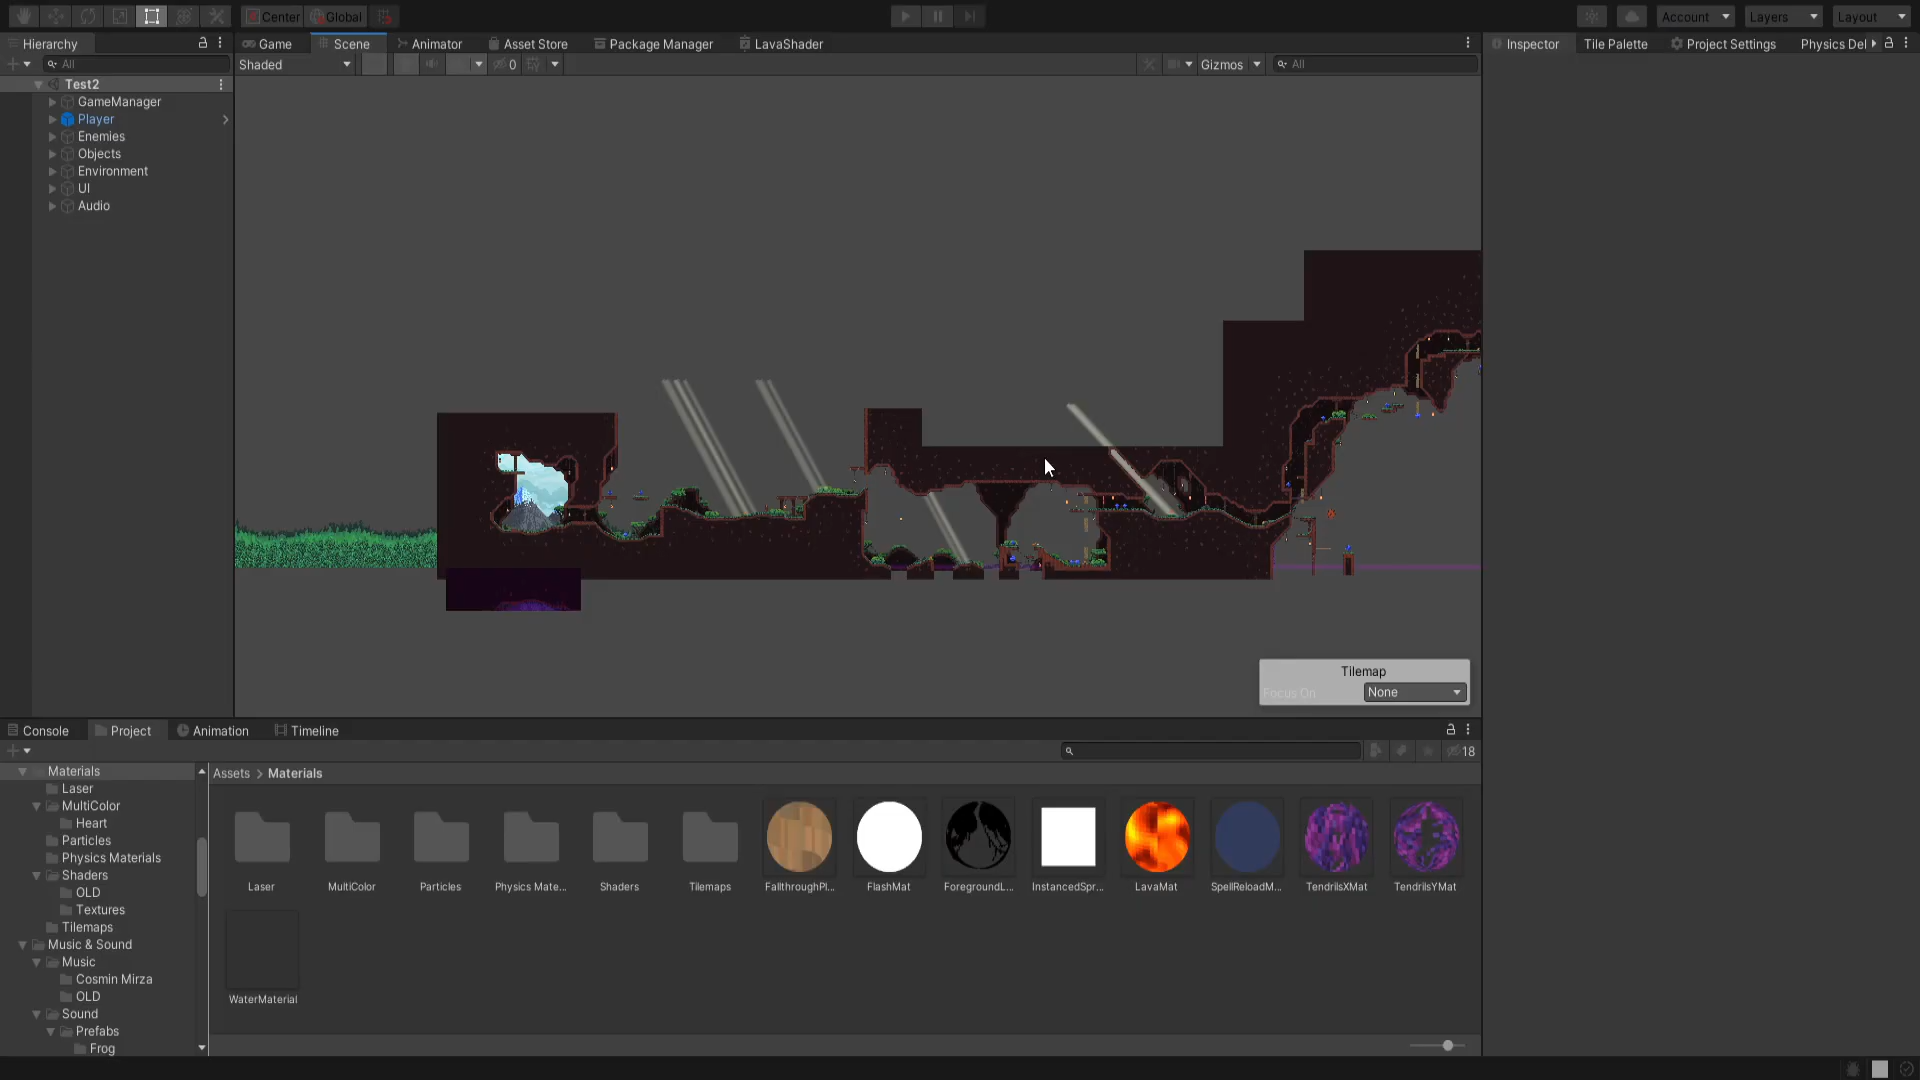 Center
Global
Account
Layers
Layout
Hierarchy
Game
Scene
Animator
Asset Store
Package Manager
LavaShader
Inspector
Tile Palette
Project Settings
Physics Del
All
Shaded
0
Gizmos
All
Test2
GameManager
Player
Enemies
Objects
Environment
UI
Audio
Tilemap
Focus On
None
Console
Project
Animation
Timeline
18
Materials
Laser
MultiColor
Heart
Particles
Physics Materials
Shaders
OLD
Textures
Tilemaps
Music & Sound
Music
Cosmin Mirza
OLD
Sound
Prefabs
Frog
Assets > Materials
Laser
MultiColor
Particles
Physics Mate...
Shaders
Tilemaps
FallthroughPl...
FlashMat
ForegroundL...
InstancedSpr...
LavaMat
SpellReloadM...
TendrilsXMat
TendrilsYMat
WaterMaterial